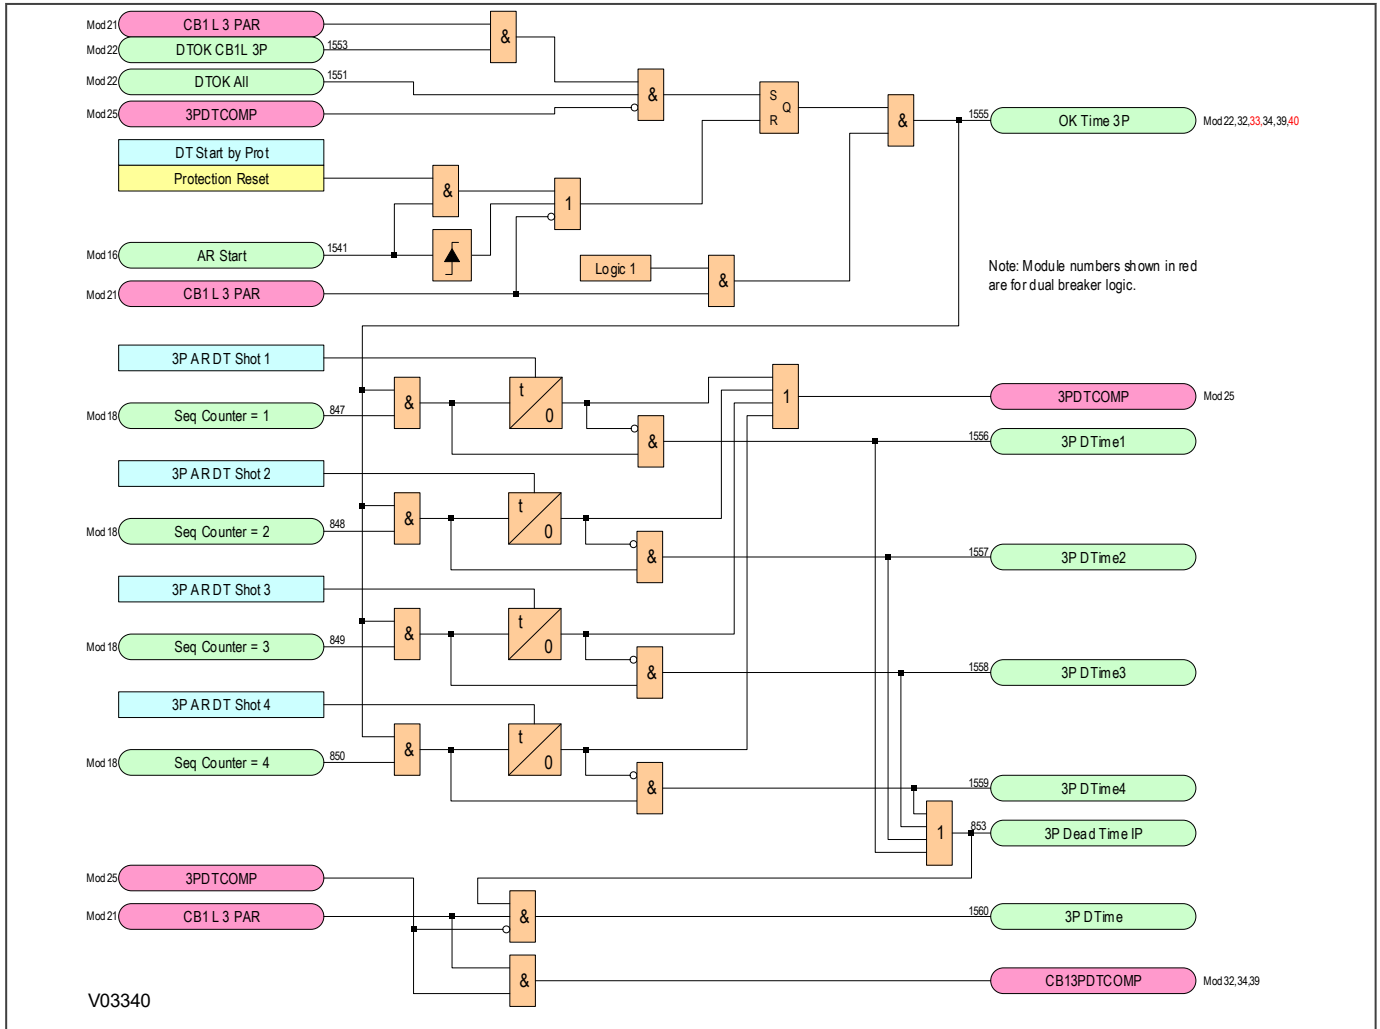 Mod 21 CB1 L 3 PAR
&
Mod 22 DTOK CB1L 3P 1553
Mod 22 DTOK All 1551
&
Mod 25 3PDTCOMP
S
Q
R
&
1555 OK Time 3P Mod 22,32,33,34,39,40
DT Start by Prot
Protection Reset
&
1
Mod 16 AR Start 1541
Logic 1
&
Note: Module numbers shown in red
are for dual breaker logic.
Mod 21 CB1 L 3 PAR
3P AR DT Shot 1
t
0
&
1
3PDTCOMP Mod 25
Mod 18 Seq Counter = 1 847
&
1556 3P DTime1
3P AR DT Shot 2
t
0
&
Mod 18 Seq Counter = 2 848
&
1557 3P DTime2
3P AR DT Shot 3
t
0
&
Mod 18 Seq Counter = 3 849
&
1558 3P DTime3
3P AR DT Shot 4
t
0
&
Mod 18 Seq Counter = 4 850
&
1559 3P DTime4
1
853 3P Dead Time IP
Mod 25 3PDTCOMP
Mod 21 CB1 L 3 PAR
&
1560 3P DTime
&
CB13PDTCOMP Mod 32,34,39
V03340